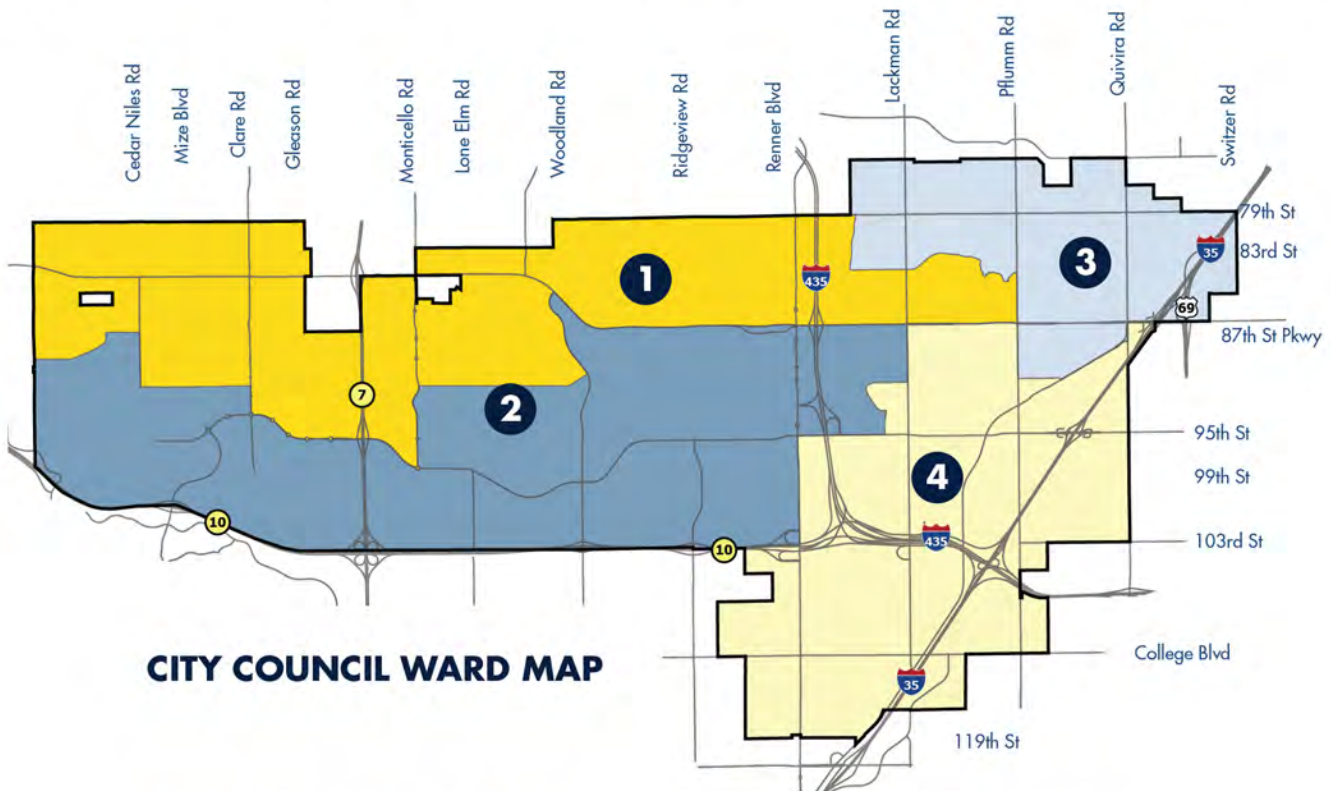 Cedar Niles Rd
Mize Blvd
Clare Rd
Gleason Rd
Monticello Rd
Lone Elm Rd
Woodland Rd
Ridgeview Rd
Renner Blvd
Lackman Rd
Pflumm Rd
Quivira Rd
Switzer Rd
79th St
83rd St
87th St Pkwy
95th St
99th St
103rd St
College Blvd
119th St
1
2
3
4
435
35
69
7
10
10
435
35
CITY COUNCIL WARD MAP